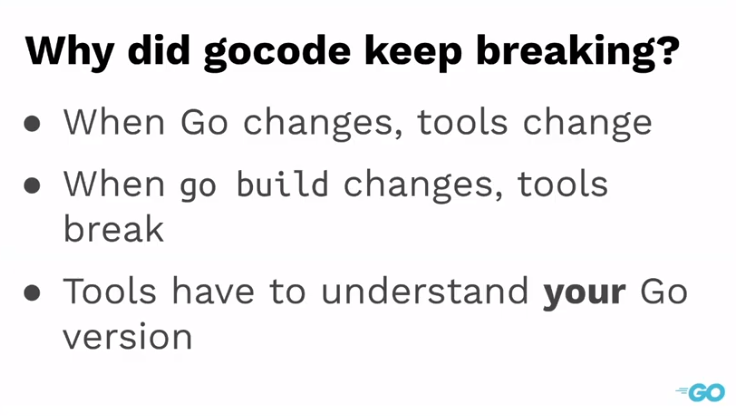 Why did gocode keep breaking?
● When Go changes, tools change
● When go build changes, tools
break
● Tools have to understand your Go
version
GO